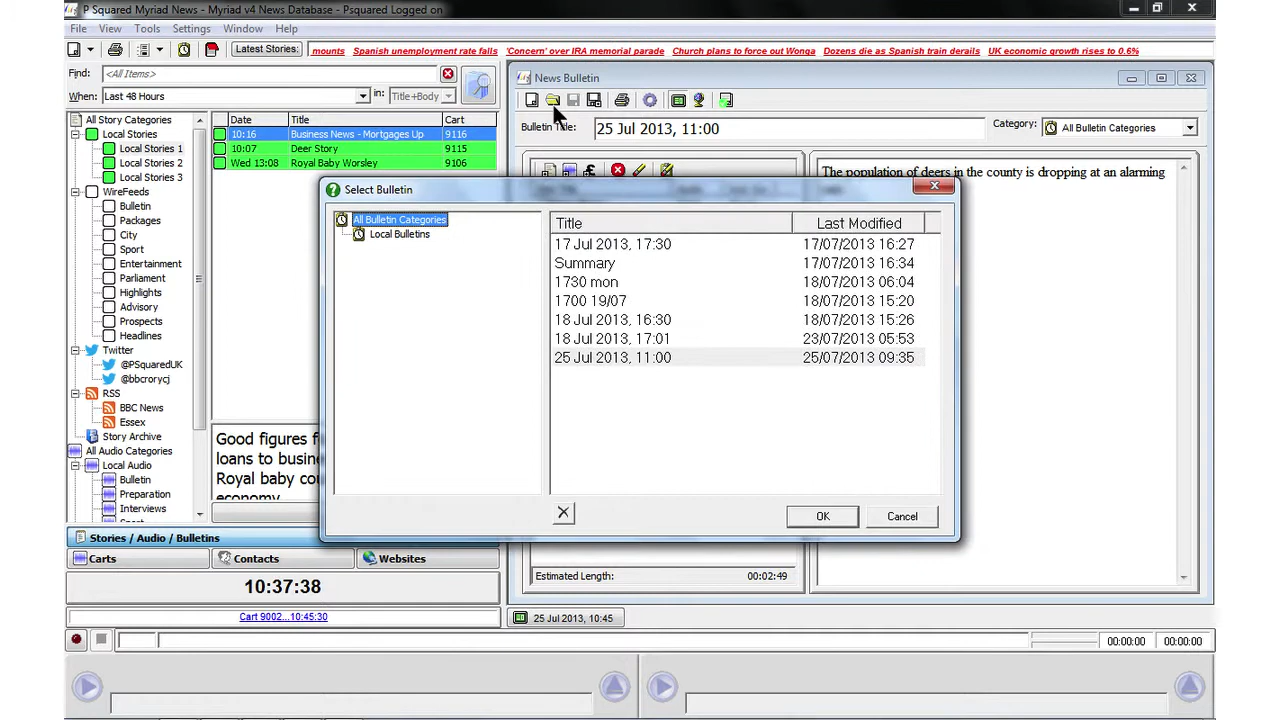 P Squared Myriad News - Myriad v4 News Database - Psquared Logged on
File View Tools Settings Window Help
Latest Stories: mounts Spanish unemployment rate falls 'Concern' over IRA memorial parade Church plans to force out Wonga Dozens die as Spanish train derails UK economic growth rises to 0.6%
Find: <All Items>
When: Last 48 Hours in: Title+Body
All Story Categories
Local Stories
Local Stories 1
Local Stories 2
Local Stories 3
WireFeeds
Bulletin
Packages
City
Sport
Entertainment
Parliament
Highlights
Advisory
Prospects
Headlines
Twitter
@PSquaredUK
@bbcrorycj
RSS
BBC News
Essex
Story Archive
All Audio Categories
Local Audio
Bulletin
Preparation
Interviews
Date Title Cart
10:16 Business News - Mortgages Up 9116
10:07 Deer Story 9115
Wed 13:08 Royal Baby Worsley 9106
Good figures f
loans to busin
Royal baby co
economy
Stories / Audio / Bulletins
Carts Contacts Websites
10:37:38
Cart 9002...10:45:30
News Bulletin
Bulletin Title: 25 Jul 2013, 11:00 Category: All Bulletin Categories
The population of deers in the county is dropping at an alarming
Select Bulletin
All Bulletin Categories
Local Bulletins
Title Last Modified
17 Jul 2013, 17:30 17/07/2013 16:27
Summary 17/07/2013 16:34
1730 mon 18/07/2013 06:04
1700 19/07 18/07/2013 15:20
18 Jul 2013, 16:30 18/07/2013 15:26
18 Jul 2013, 17:01 23/07/2013 05:53
25 Jul 2013, 11:00 25/07/2013 09:35
OK Cancel
Estimated Length: 00:02:49
25 Jul 2013, 10:45
00:00:00 00:00:00